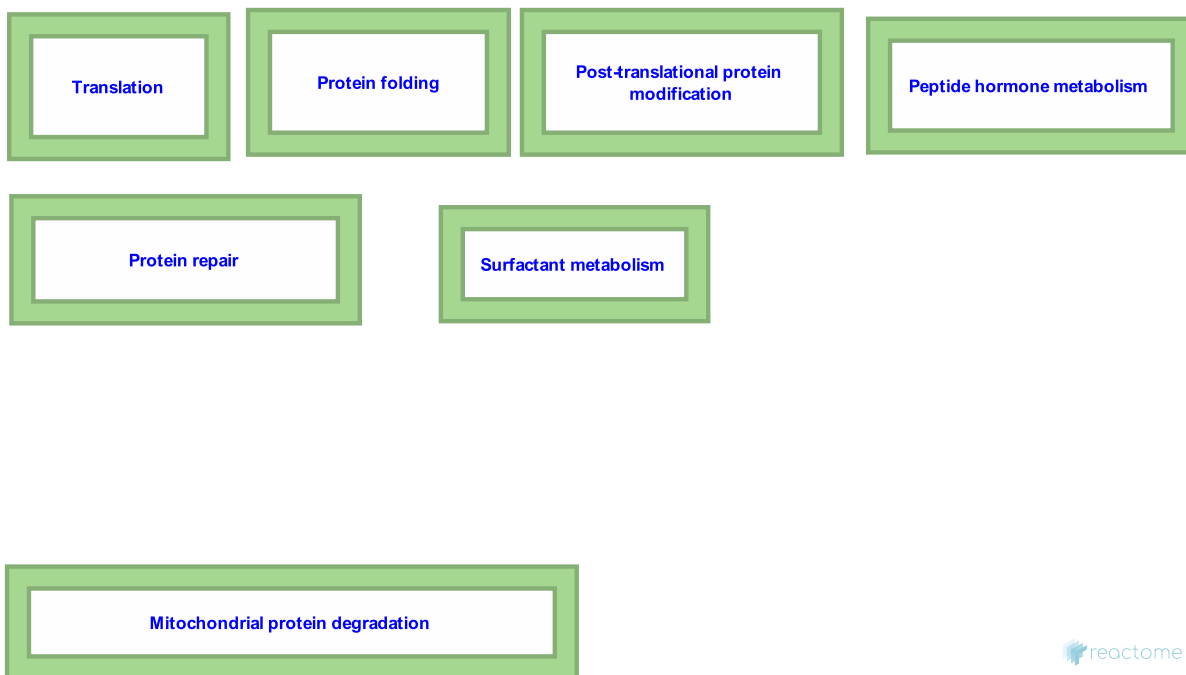 Translation
Protein folding
Post-translational protein
modification
Peptide hormone metabolism
Protein repair
Surfactant metabolism
Mitochondrial protein degradation
reactome